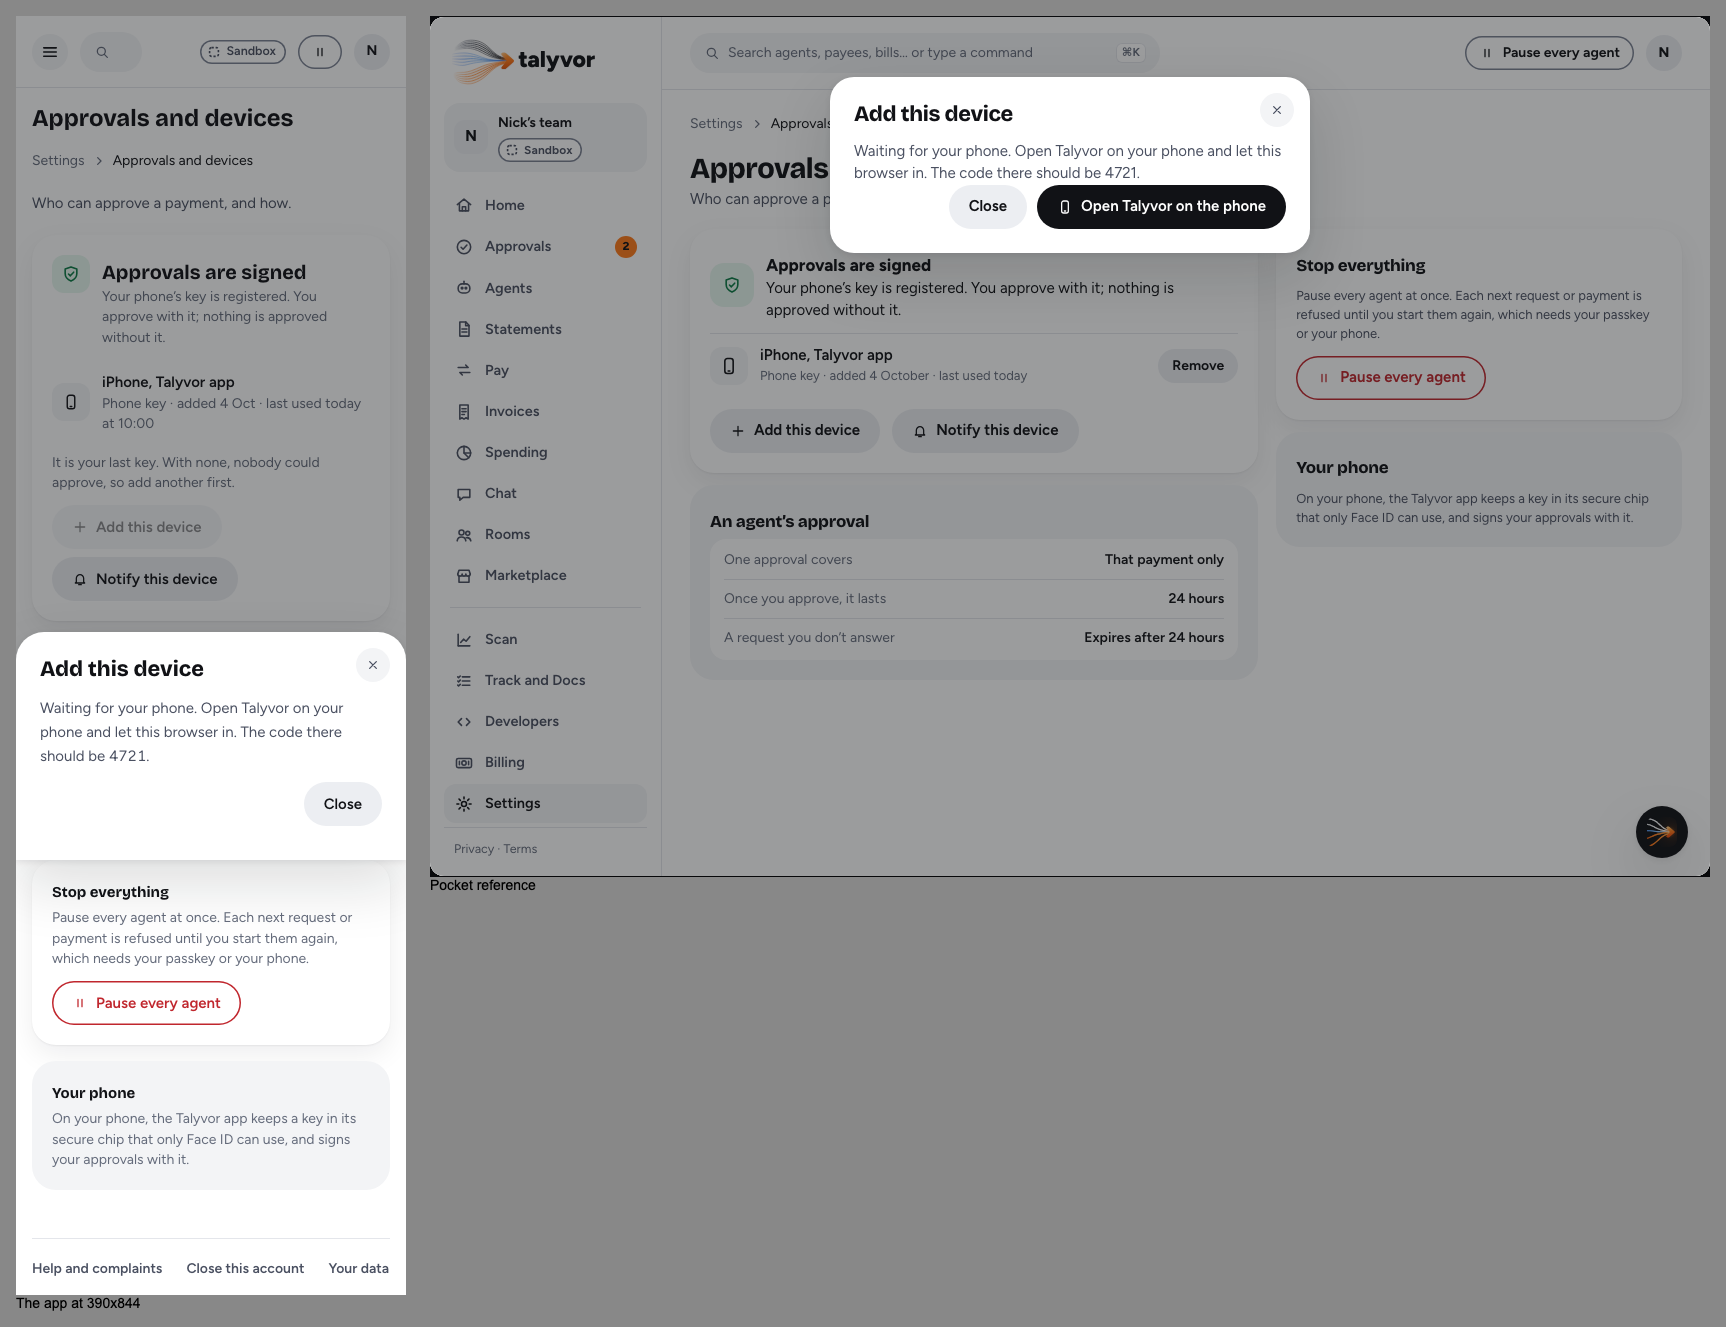 Sandbox
N
Approvals and devices
Settings > Approvals and devices
Who can approve a payment, and how.
Approvals are signed
Your phone’s key is registered. You
approve with it; nothing is approved
without it.
iPhone, Talyvor app
Phone key · added 4 Oct · last used today
at 10:00
It is your last key. With none, nobody could
approve, so add another first.
Add this device
Notify this device
Add this device
Waiting for your phone. Open Talyvor on your
phone and let this browser in. The code there
should be 4721.
Close
Stop everything
Pause every agent at once. Each next request or
payment is refused until you start them again,
which needs your passkey or your phone.
Pause every agent
Your phone
On your phone, the Talyvor app keeps a key in its
secure chip that only Face ID can use, and signs
your approvals with it.
Help and complaints
Close this account
Your data
The app at 390x844
talyvor
N
Nick’s team
Sandbox
Home
Approvals
2
Agents
Statements
Pay
Invoices
Spending
Chat
Rooms
Marketplace
Scan
Track and Docs
Developers
Billing
Settings
Privacy · Terms
Search agents, payees, bills… or type a command
⌘K
Pause every agent
N
Settings > Approvals
Approvals
Who can approve a p
Add this device
Waiting for your phone. Open Talyvor on your phone and let this
browser in. The code there should be 4721.
Close
Open Talyvor on the phone
Approvals are signed
Your phone’s key is registered. You approve with it; nothing is
approved without it.
iPhone, Talyvor app
Phone key · added 4 October · last used today
Remove
Add this device
Notify this device
An agent’s approval
One approval covers
That payment only
Once you approve, it lasts
24 hours
A request you don’t answer
Expires after 24 hours
Stop everything
Pause every agent at once. Each next request or payment is
refused until you start them again, which needs your passkey
or your phone.
Pause every agent
Your phone
On your phone, the Talyvor app keeps a key in its secure chip
that only Face ID can use, and signs your approvals with it.
Pocket reference